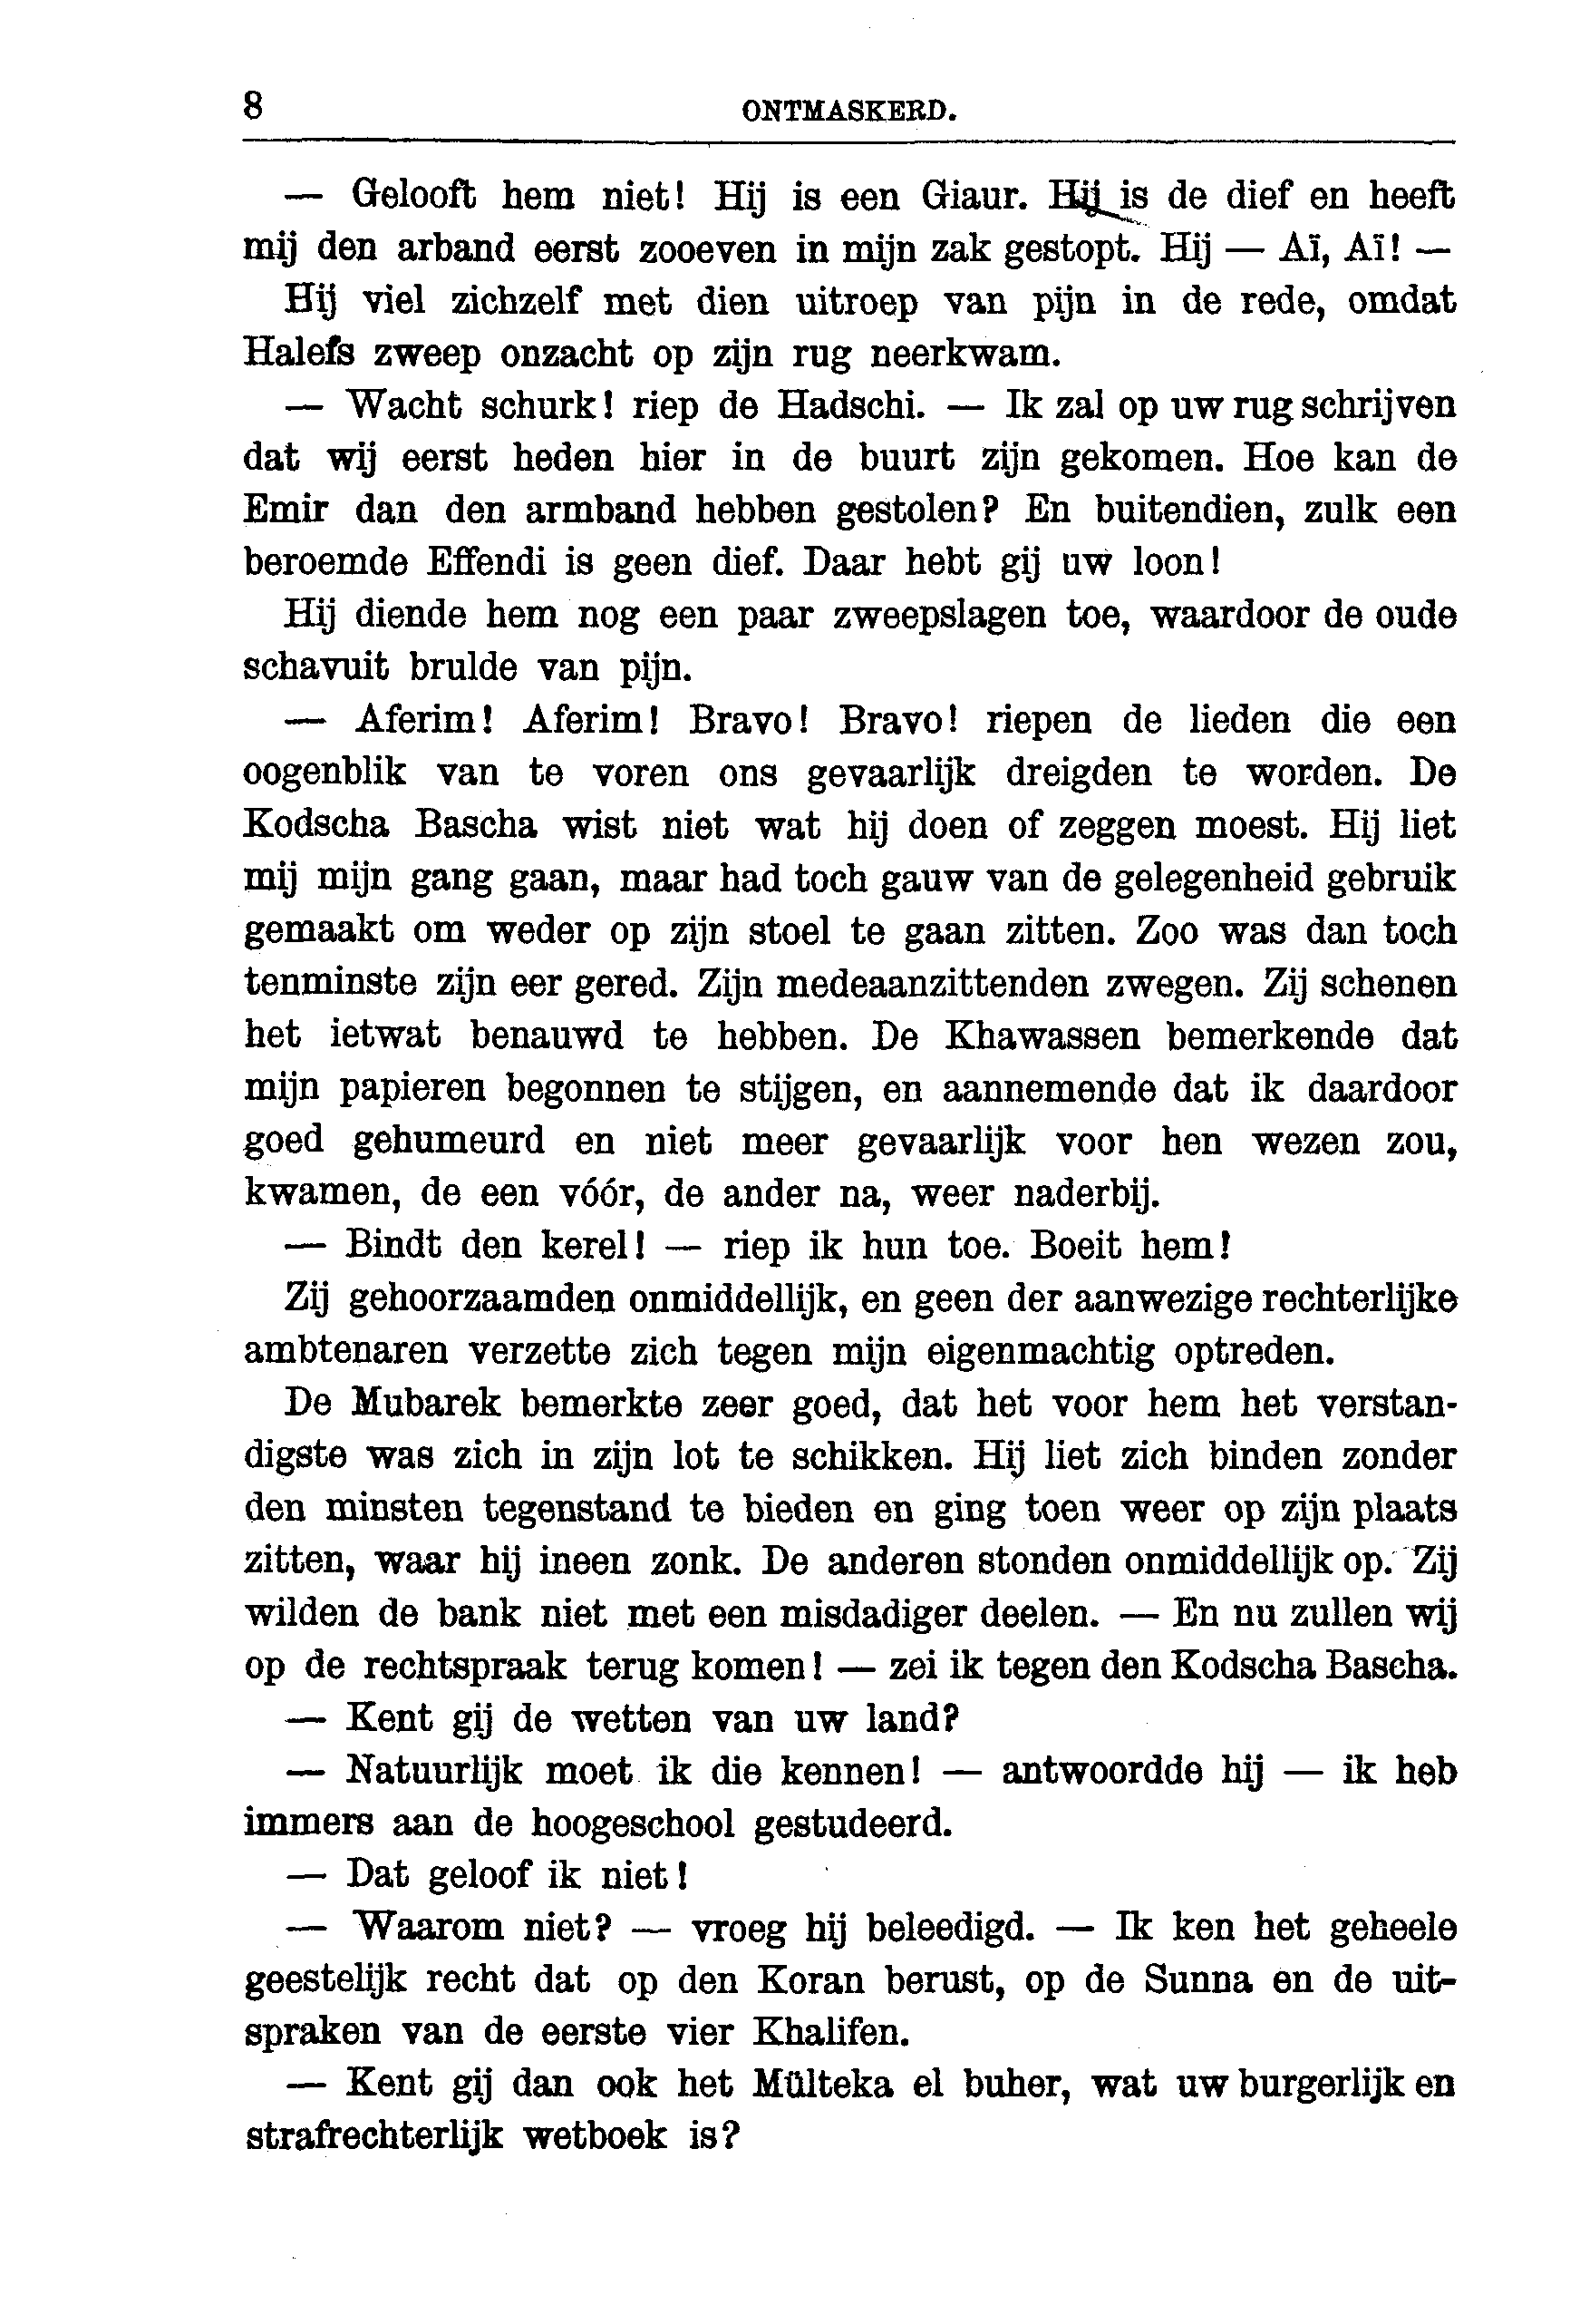 8 ONTMASKERD.
— Gelooft hem niet! Hij is een Giaur. Hij is de dief en heeft
mij den arband eerst zooeven in mijn zak gestopt. Hij — Aï, Aï! —
Hij viel zichzelf met dien uitroep van pijn in de rede, omdat
Halefs zweep onzacht op zijn rug neerkwam.
— Wacht schurk! riep de Hadschi. — Ik zal op uw rug schrijven
dat wij eerst heden hier in de buurt zijn gekomen. Hoe kan de
Emir dan den armband hebben gestolen? En buitendien, zulk een
beroemde Effendi is geen dief. Daar hebt gij uw loon!
Hij diende hem nog een paar zweepslagen toe, waardoor de oude
schavuit brulde van pijn.
— Aferim! Aferim! Bravo! Bravo! riepen de lieden die een
oogenblik van te voren ons gevaarlijk dreigden te worden. De
Kodscha Bascha wist niet wat hij doen of zeggen moest. Hij liet
mij mijn gang gaan, maar had toch gauw van de gelegenheid gebruik
gemaakt om weder op zijn stoel te gaan zitten. Zoo was dan toch
tenminste zijn eer gered. Zijn medeaanzittenden zwegen. Zij schenen
het ietwat benauwd te hebben. De Khawassen bemerkende dat
mijn papieren begonnen te stijgen, en aannemende dat ik daardoor
goed gehumeurd en niet meer gevaarlijk voor hen wezen zou,
kwamen, de een vóór, de ander na, weer naderbij.
— Bindt den kerel! — riep ik hun toe. Boeit hem!
Zij gehoorzaamden onmiddellijk, en geen der aanwezige rechterlijke
ambtenaren verzette zich tegen mijn eigenmachtig optreden.
De Mubarek bemerkte zeer goed, dat het voor hem het verstan-
digste was zich in zijn lot te schikken. Hij liet zich binden zonder
den minsten tegenstand te bieden en ging toen weer op zijn plaats
zitten, waar hij ineen zonk. De anderen stonden onmiddellijk op. Zij
wilden de bank niet met een misdadiger deelen. — En nu zullen wij
op de rechtspraak terug komen! — zei ik tegen den Kodscha Bascha.
— Kent gij de wetten van uw land?
— Natuurlijk moet ik die kennen! — antwoordde hij — ik heb
immers aan de hoogeschool gestudeerd.
— Dat geloof ik niet!
— Waarom niet? — vroeg hij beleedigd. — Ik ken het geheele
geestelijk recht dat op den Koran berust, op de Sunna en de uit-
spraken van de eerste vier Khalifen.
— Kent gij dan ook het Mülteka el buher, wat uw burgerlijk en
strafrechterlijk wetboek is?